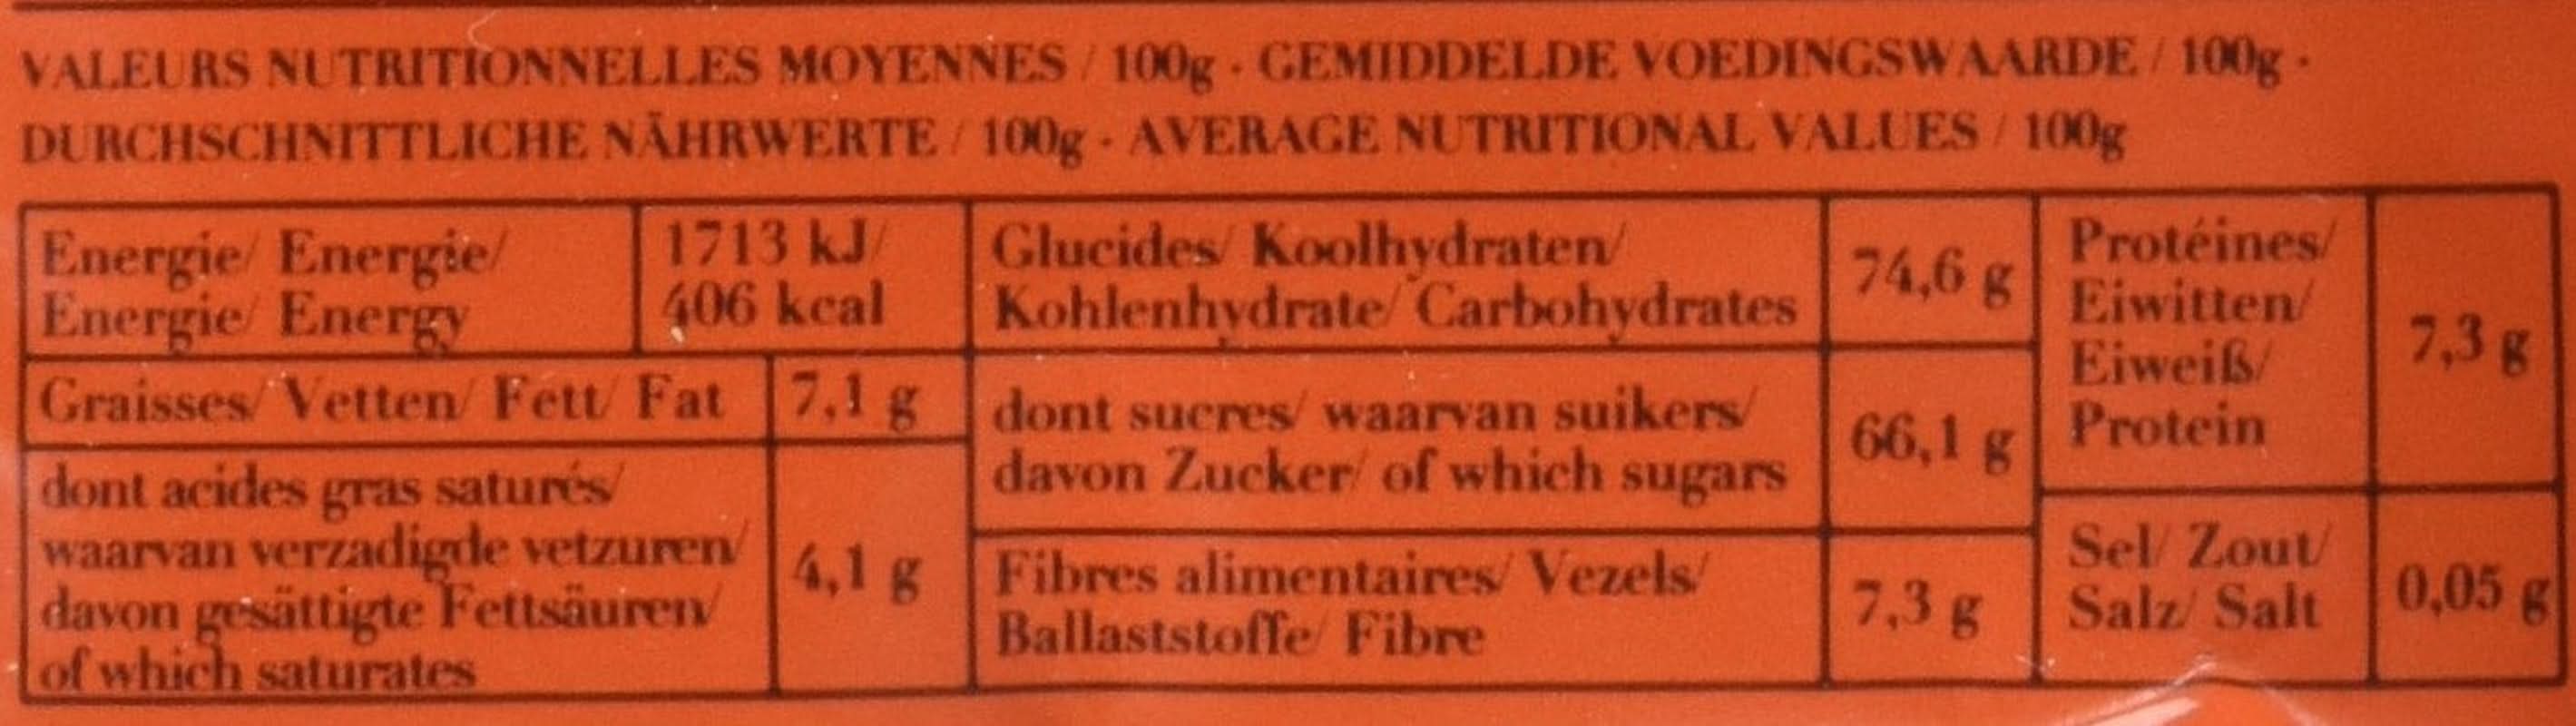 VALEURS NUTRITIONNELLES MOYENNES / 100g · GEMIDDELDE VOEDINGSWAARDE / 100g ·
DURCHSCHNITTLICHE NÄHRWERTE / 100g · AVERAGE NUTRITIONAL VALUES / 100g
Energie/ Energie/
Energie/ Energy
1713 kJ/
406 kcal
Graisses/ Vetten/ Fett/ Fat
7,1 g
dont acides gras saturés/
waarvan verzadigde vetzuren/
davon gesättigte Fettsäuren/
of which saturates
4,1 g
Glucides/ Koolhydraten/
Kohlenhydrate/ Carbohydrates
74,6 g
dont sucres/ waarvan suikers/
davon Zucker/ of which sugars
66,1 g
Fibres alimentaires/ Vezels/
Ballaststoffe/ Fibre
7,3 g
Protéines/
Eiwitten/
Eiweiß/
Protein
7,3 g
Sel/ Zout/
Salz/ Salt
0,05 g